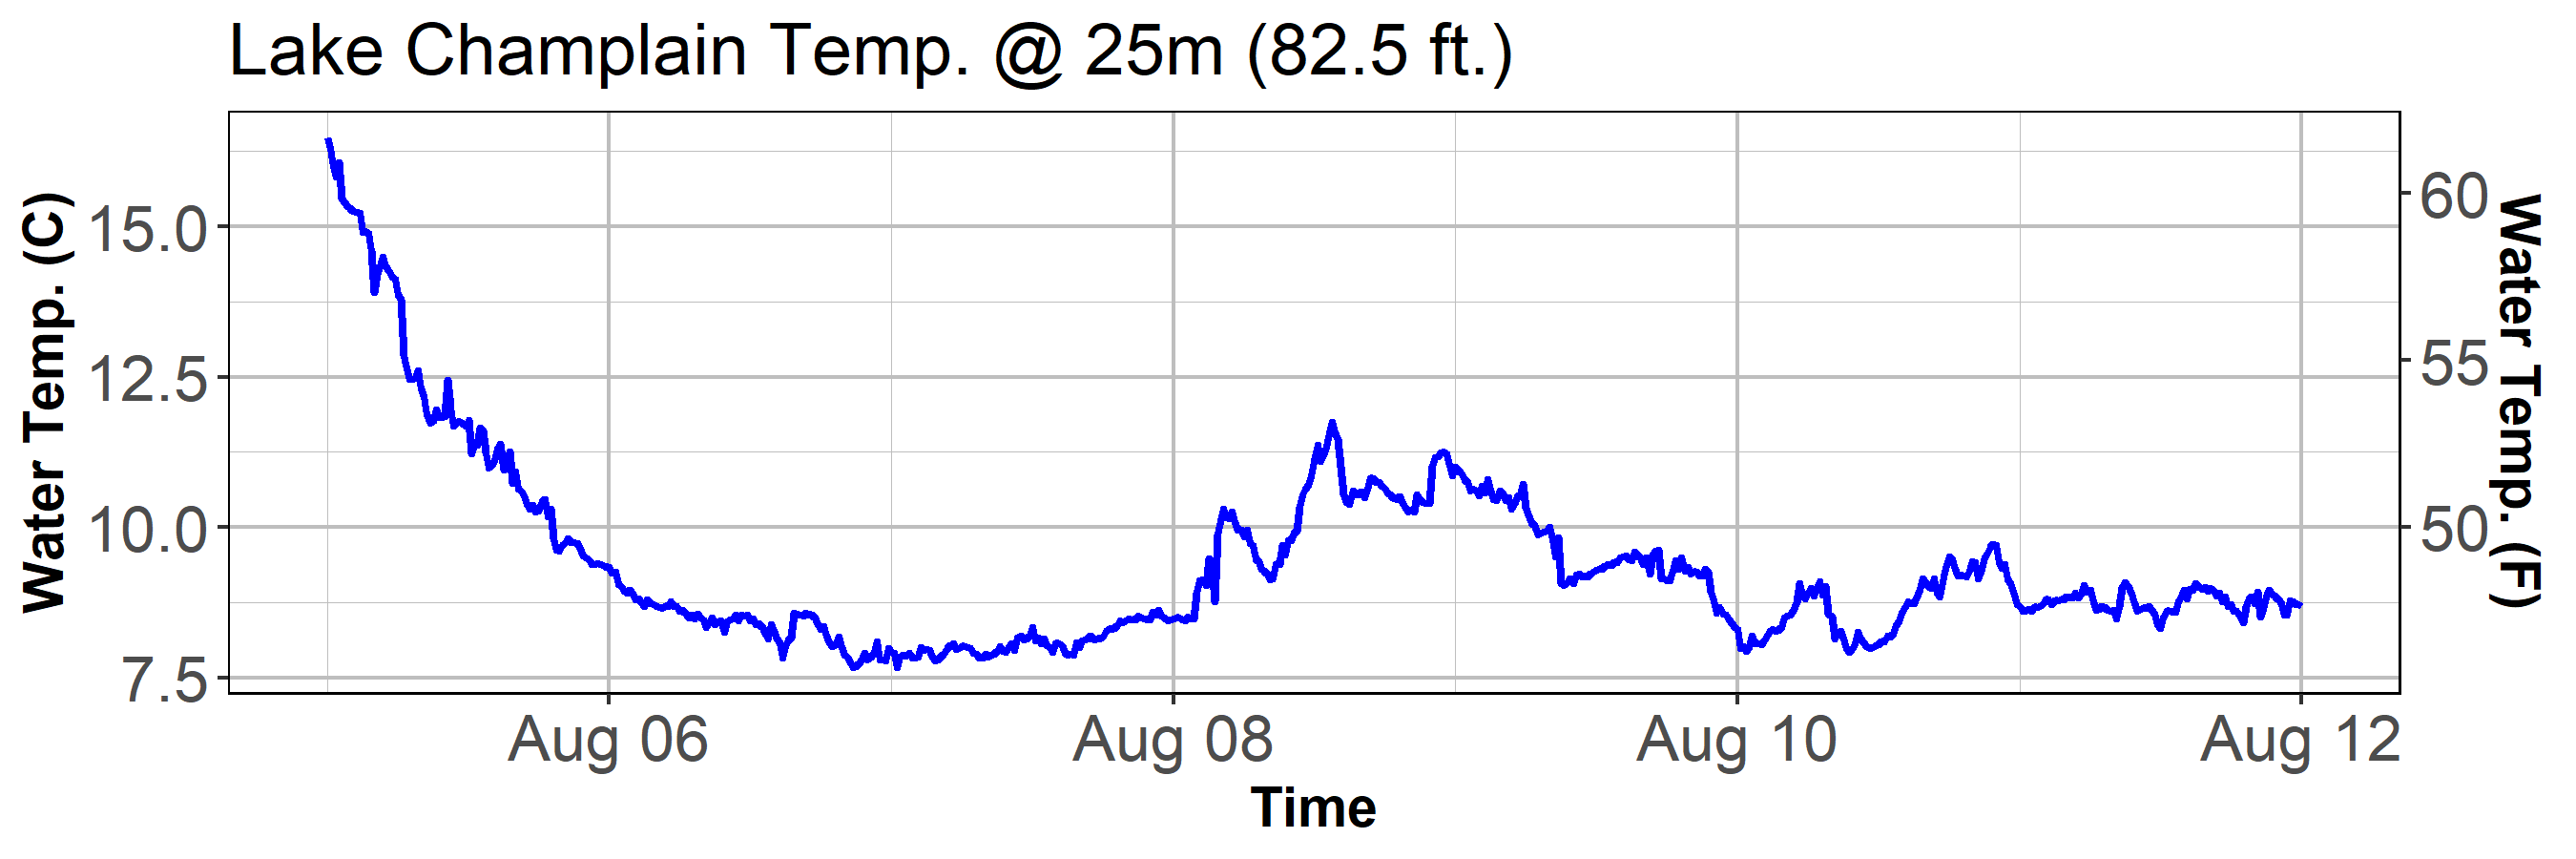 Lake Champlain Temp. @ 25m (82.5 ft.)
Water Temp. (C)
15.0
12.5
10.0
7.5
60
55
50
Water Temp. (F)
Aug 06 Aug 08 Aug 10 Aug 12
Time